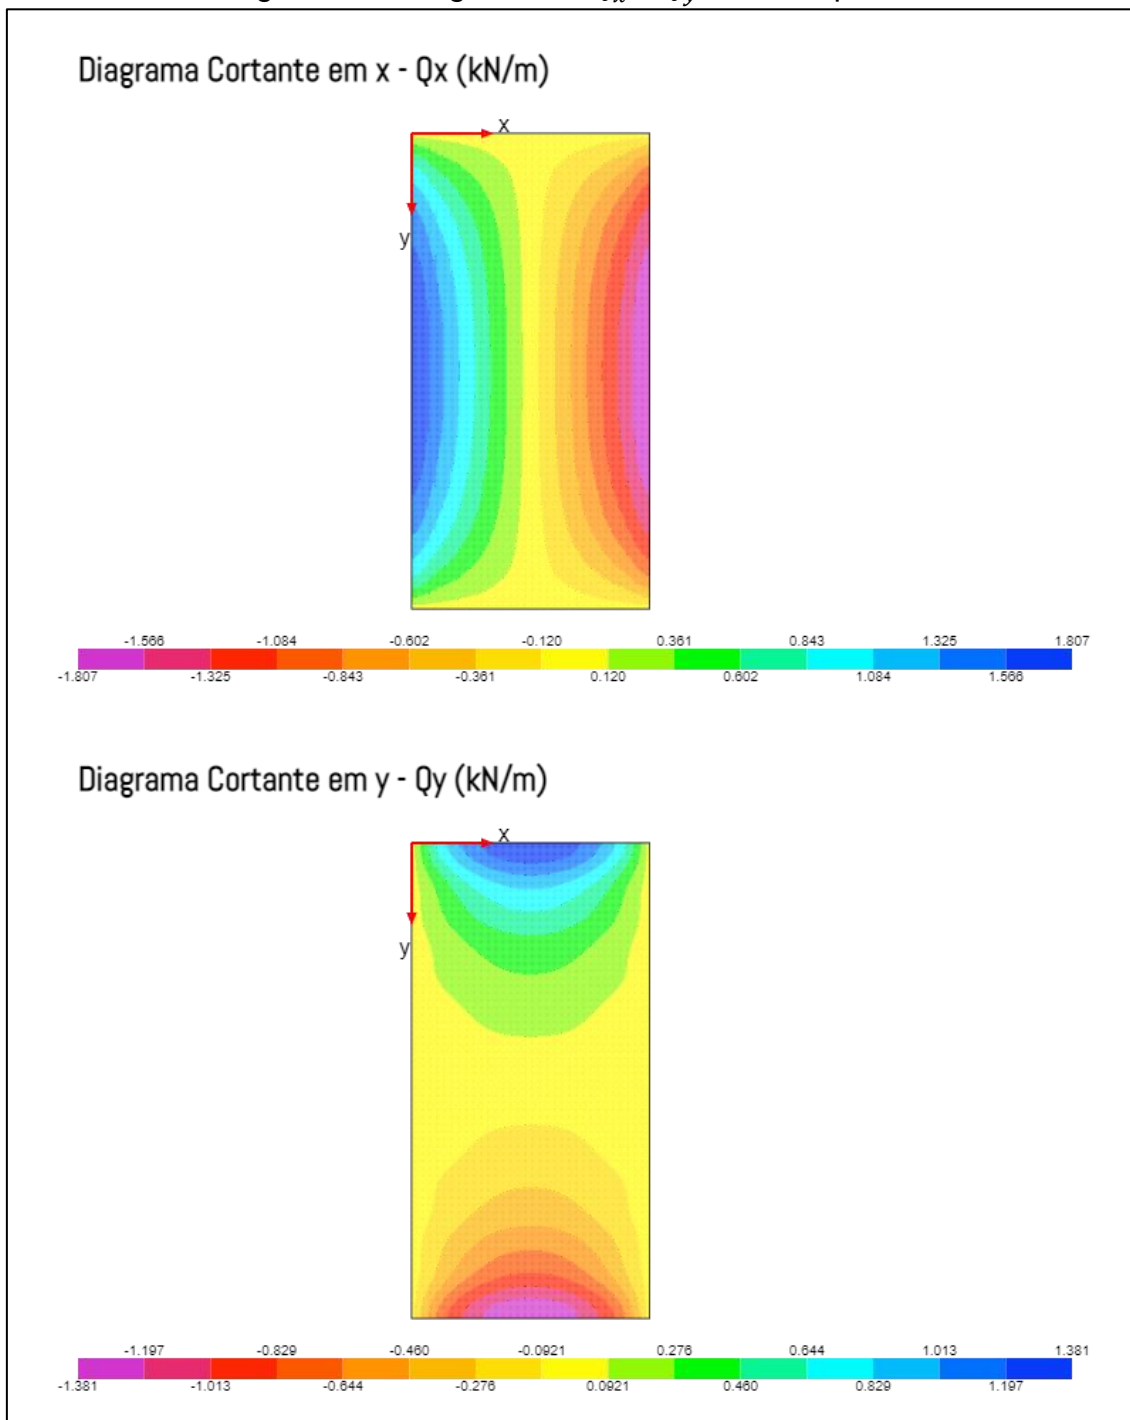 Diagrama Cortante em x - Qx (kN/m)
x
y
-1.566 -1.084 -0.602 -0.120 0.361 0.843 1.325 1.807
-1.807 -1.325 -0.843 -0.361 0.120 0.602 1.084 1.566
Diagrama Cortante em y - Qy (kN/m)
x
y
-1.197 -0.829 -0.460 -0.0921 0.276 0.644 1.013 1.381
-1.381 -1.013 -0.644 -0.276 0.0921 0.460 0.829 1.197